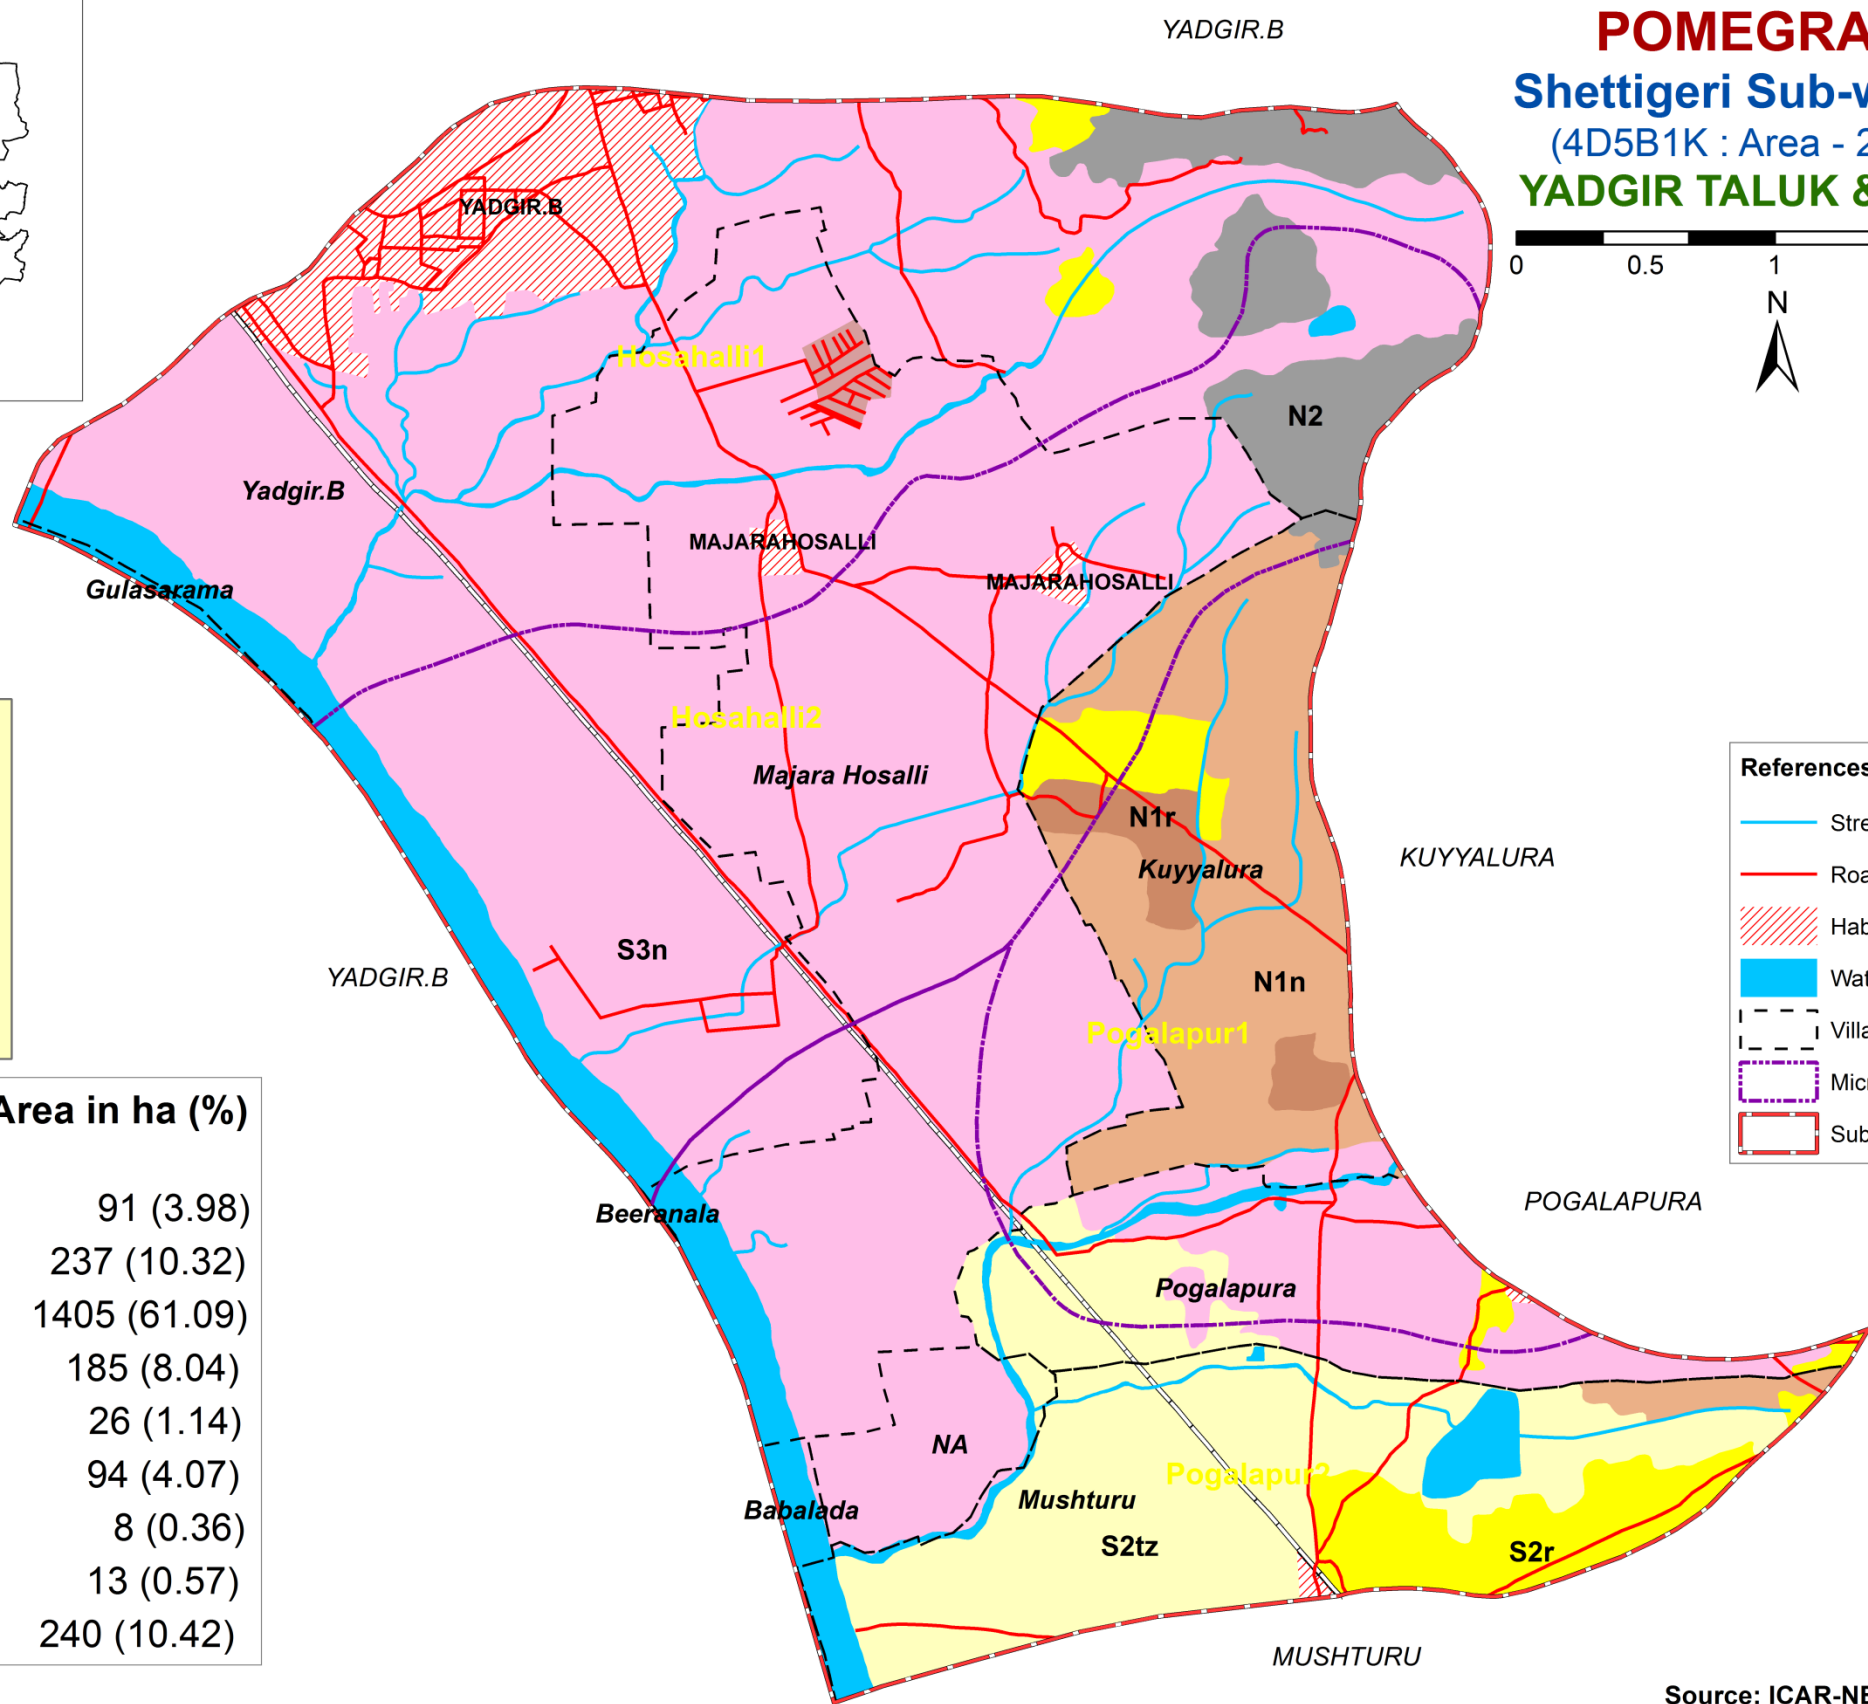 YADGIR.B
POMEGRA
Shettigeri Sub-w
(4D5B1K : Area - 2
YADGIR TALUK &
0 0.5 1
N
YADGIR.B
Hosahalli1
N2
Yadgir.B
MAJARAHOSALLI
MAJARAHOSALLI
Gulasarama
Hosahalli2
Majara Hosalli
References
N1r
Stre
KUYYALURA
Kuyyalura
Roa
Hab
S3n
YADGIR.B
N1n
Wat
Pogalapur1
Villa
Micr
Area in ha (%)
Sub
91 (3.98)
POGALAPURA
Beeranala
237 (10.32)
Pogalapura
1405 (61.09)
185 (8.04)
26 (1.14)
NA
94 (4.07)
Pogalapur2
Mushturu
Babalada
8 (0.36)
S2tz
S2r
13 (0.57)
240 (10.42)
MUSHTURU
Source: ICAR-NB